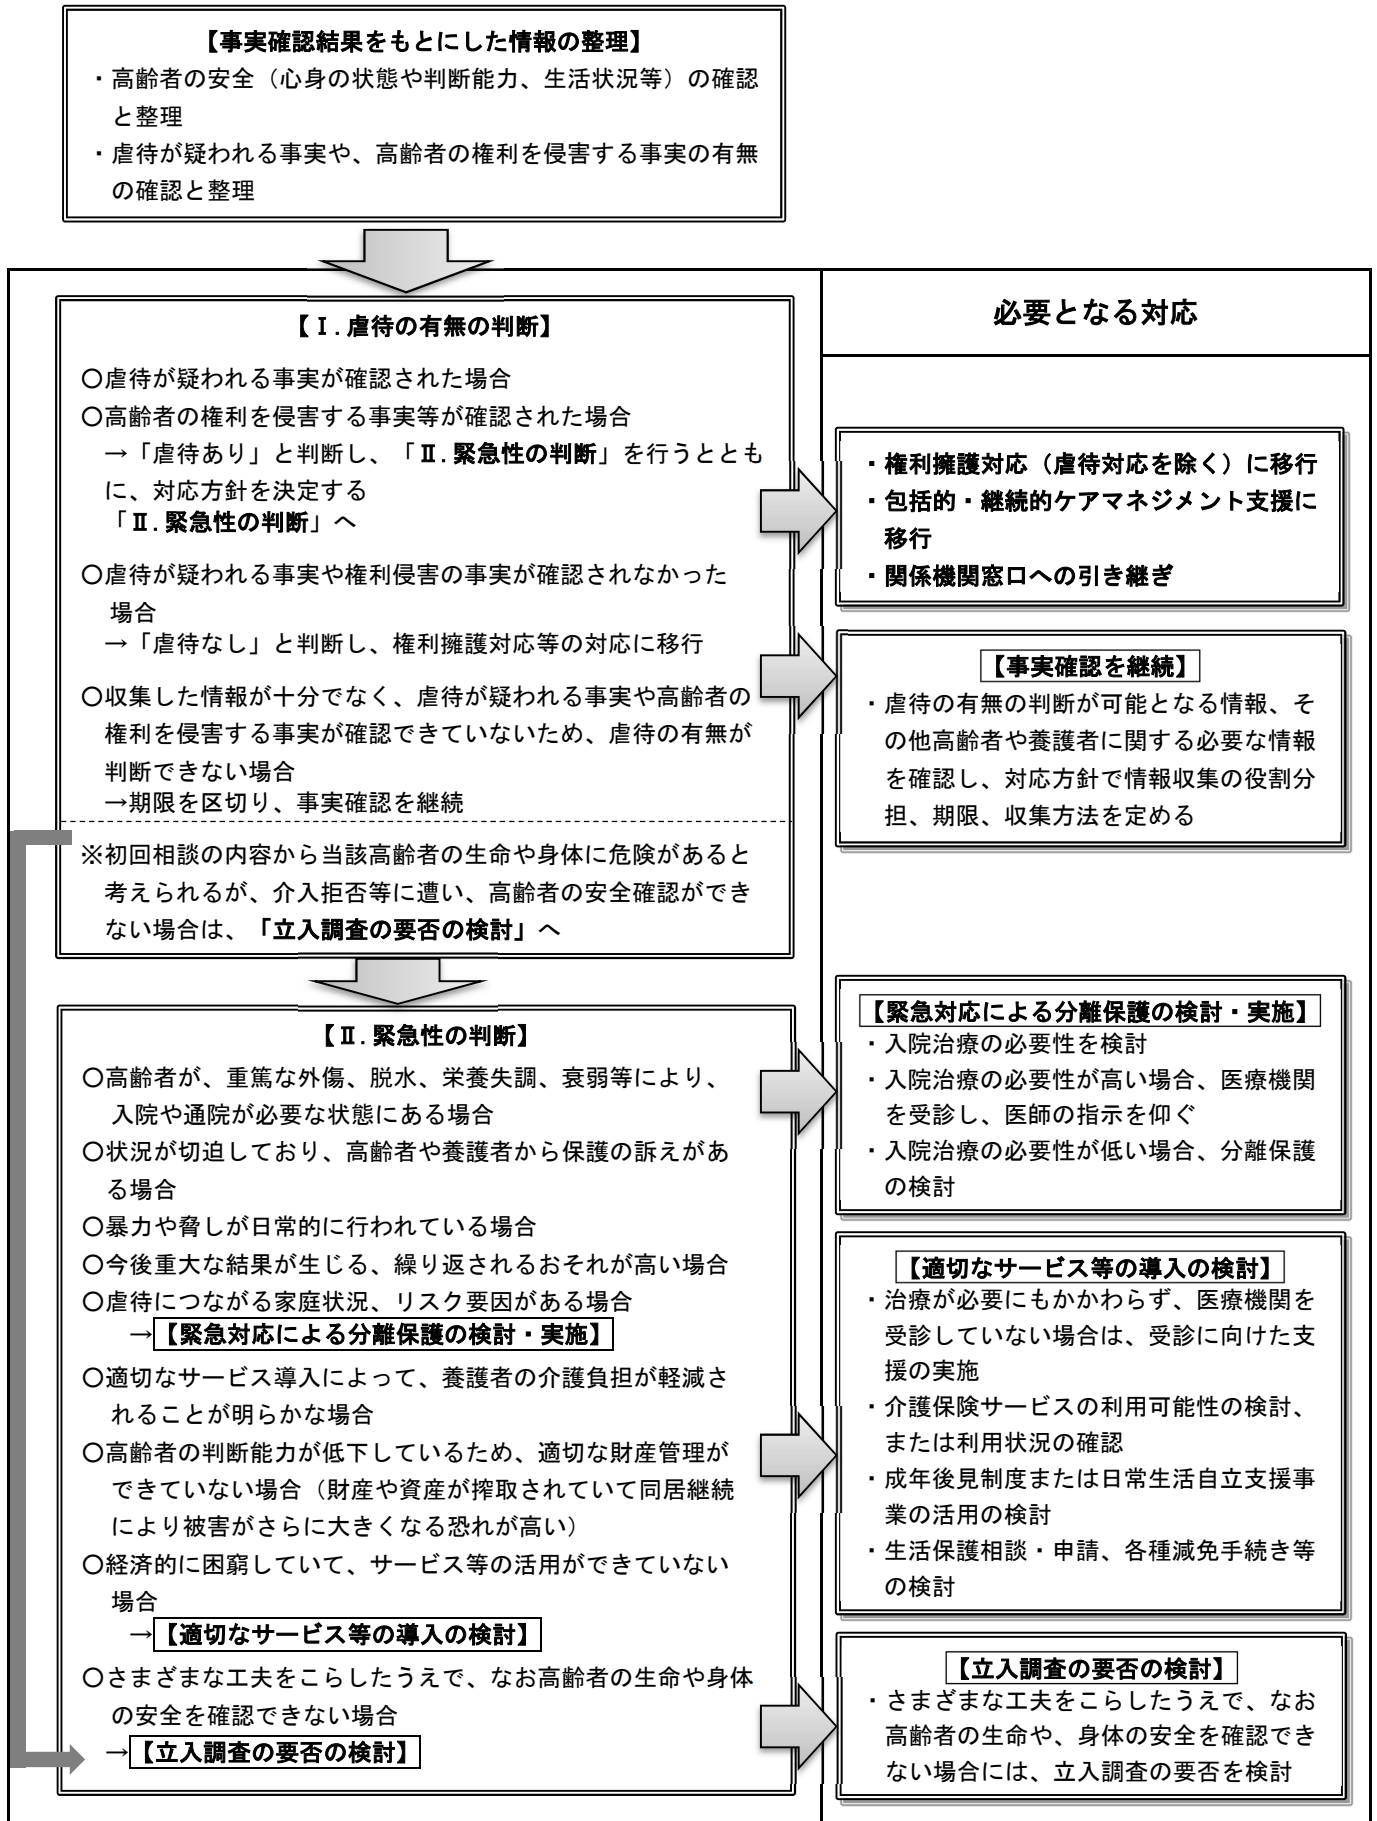 【事実確認結果をもとにした情報の整理】
・高齢者の安全（心身の状態や判断能力、生活状況等）の確認
と整理
・虐待が疑われる事実や、高齢者の権利を侵害する事実の有無
の確認と整理
【Ⅰ.虐待の有無の判断】
〇虐待が疑われる事実が確認された場合
〇高齢者の権利を侵害する事実等が確認された場合
→「虐待あり」と判断し、「Ⅱ.緊急性の判断」を行うととも
に、対応方針を決定する
「Ⅱ.緊急性の判断」へ
〇虐待が疑われる事実や権利侵害の事実が確認されなかった
場合
→「虐待なし」と判断し、権利擁護対応等の対応に移行
〇収集した情報が十分でなく、虐待が疑われる事実や高齢者の
権利を侵害する事実が確認できていないため、虐待の有無が
判断できない場合
→期限を区切り、事実確認を継続
※初回相談の内容から当該高齢者の生命や身体に危険があると
考えられるが、介入拒否等に遭い、高齢者の安全確認ができ
ない場合は、「立入調査の要否の検討」へ
【Ⅱ.緊急性の判断】
〇高齢者が、重篤な外傷、脱水、栄養失調、衰弱等により、
入院や通院が必要な状態にある場合
〇状況が切迫しており、高齢者や養護者から保護の訴えがあ
る場合
〇暴力や脅しが日常的に行われている場合
〇今後重大な結果が生じる、繰り返されるおそれが高い場合
〇虐待につながる家庭状況、リスク要因がある場合
→【緊急対応による分離保護の検討・実施】
〇適切なサービス導入によって、養護者の介護負担が軽減さ
れることが明らかな場合
〇高齢者の判断能力が低下しているため、適切な財産管理が
できていない場合（財産や資産が搾取されていて同居継続
により被害がさらに大きくなる恐れが高い）
〇経済的に困窮していて、サービス等の活用ができていない
場合
→【適切なサービス等の導入の検討】
〇さまざまな工夫をこらしたうえで、なお高齢者の生命や身体
の安全を確認できない場合
→【立入調査の要否の検討】
必要となる対応
・権利擁護対応（虐待対応を除く）に移行
・包括的・継続的ケアマネジメント支援に
移行
・関係機関窓口への引き継ぎ
【事実確認を継続】
・虐待の有無の判断が可能となる情報、そ
の他高齢者や養護者に関する必要な情報
を確認し、対応方針で情報収集の役割分
担、期限、収集方法を定める
【緊急対応による分離保護の検討・実施】
・入院治療の必要性を検討
・入院治療の必要性が高い場合、医療機関
を受診し、医師の指示を仰ぐ
・入院治療の必要性が低い場合、分離保護
の検討
【適切なサービス等の導入の検討】
・治療が必要にもかかわらず、医療機関を
受診していない場合は、受診に向けた支
援の実施
・介護保険サービスの利用可能性の検討、
または利用状況の確認
・成年後見制度または日常生活自立支援事
業の活用の検討
・生活保護相談・申請、各種減免手続き等
の検討
【立入調査の要否の検討】
・さまざまな工夫をこらしたうえで、なお
高齢者の生命や、身体の安全を確認でき
ない場合には、立入調査の要否を検討